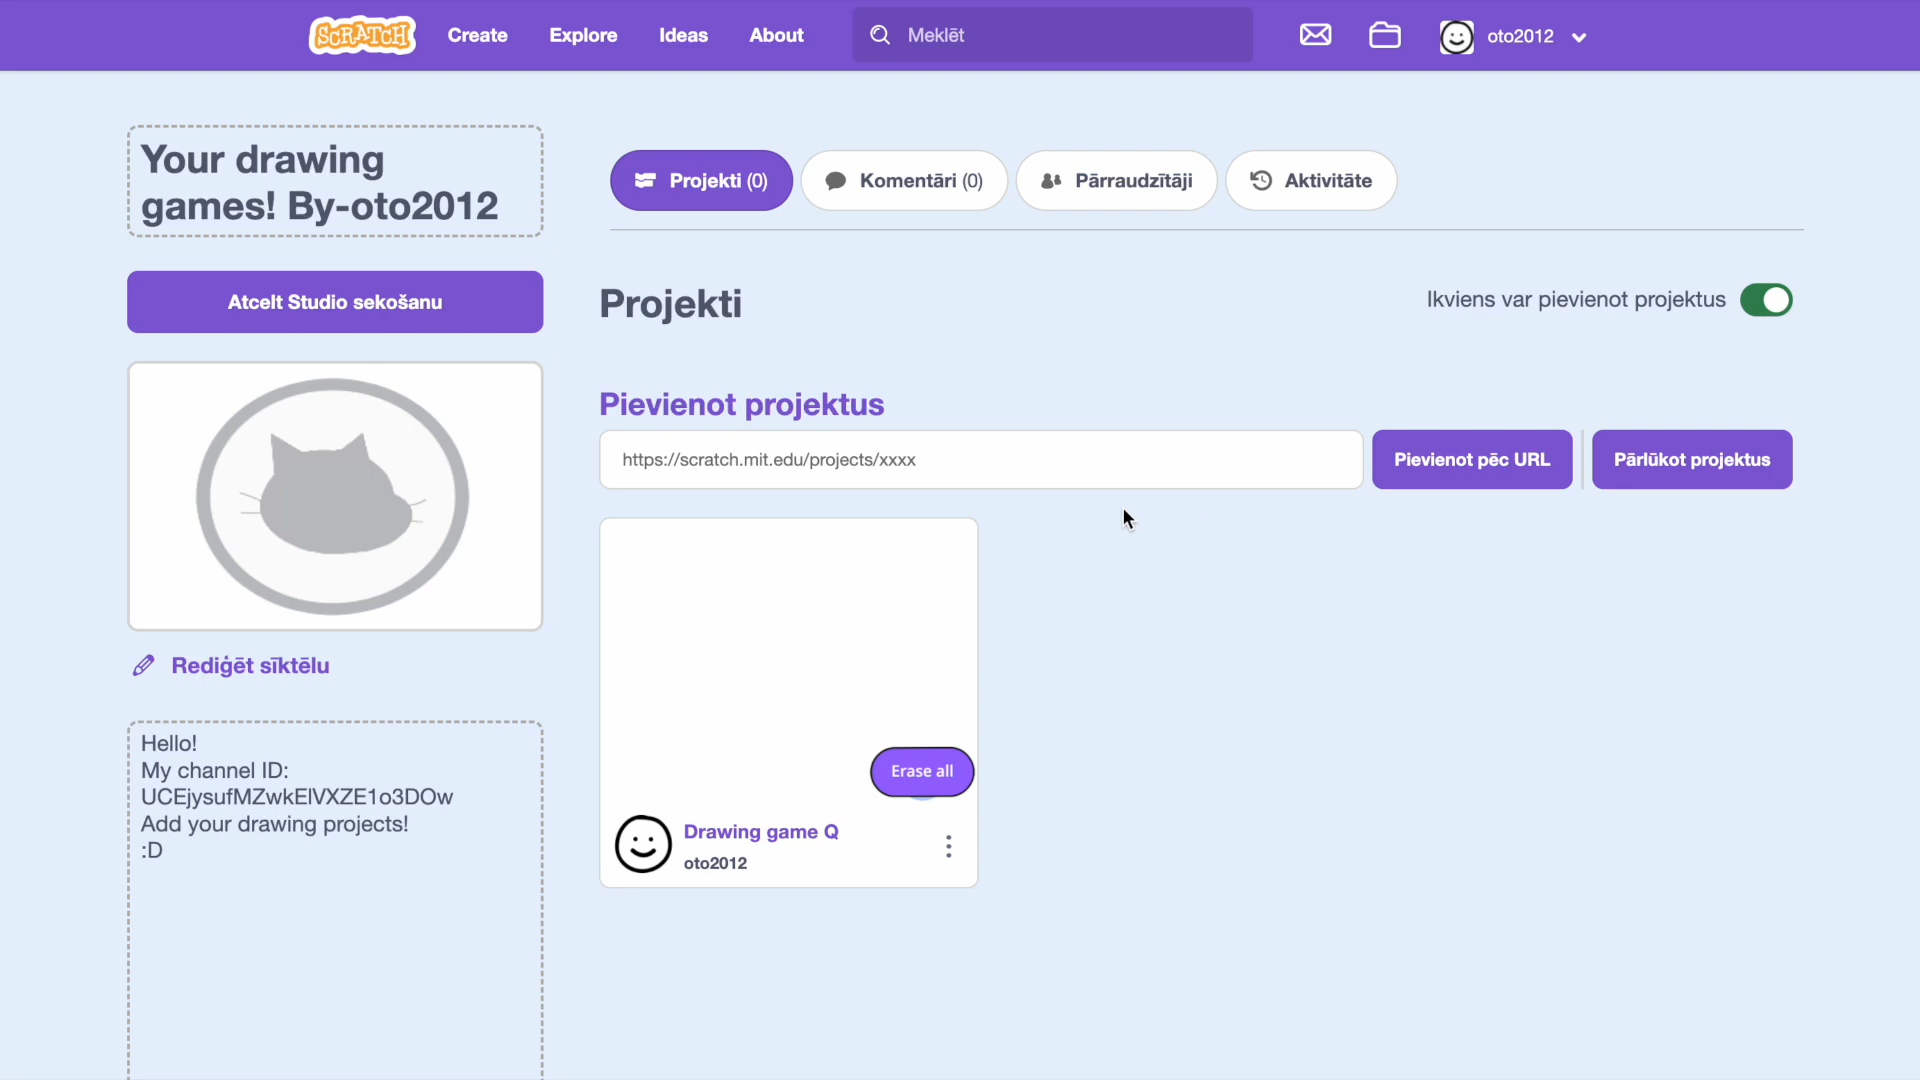 SCRATCH
Create
Explore
Ideas
About
Meklēt
oto2012
Your drawing
games! By-oto2012
Atcelt Studio sekošanu
Rediģēt sīktēlu
Hello!
My channel ID:
UCEjysufMZwkElVXZE1o3DOw
Add your drawing projects!
:D
Projekti (0)
Komentāri (0)
Pārraudzītāji
Aktivitāte
Projekti
Ikviens var pievienot projektus
Pievienot projektus
https://scratch.mit.edu/projects/xxxx
Pievienot pēc URL
Pārlūkot projektus
Erase all
Drawing game Q
oto2012